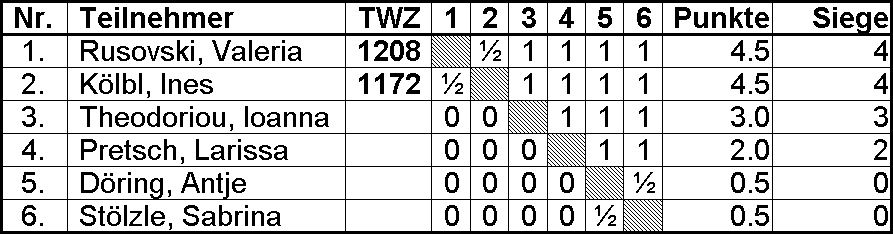 Nr. Teilnehmer TWZ 1 2 3 4 5 6 Punkte Siege
1. Rusovski, Valeria 1208 ½ 1 1 1 1 4.5 4
2. Kölbl, Ines 1172 ½ 1 1 1 1 4.5 4
3. Theodoriou, Ioanna 0 0 1 1 1 3.0 3
4. Pretsch, Larissa 0 0 0 1 1 2.0 2
5. Döring, Antje 0 0 0 0 ½ 0.5 0
6. Stölzle, Sabrina 0 0 0 0 ½ 0.5 0